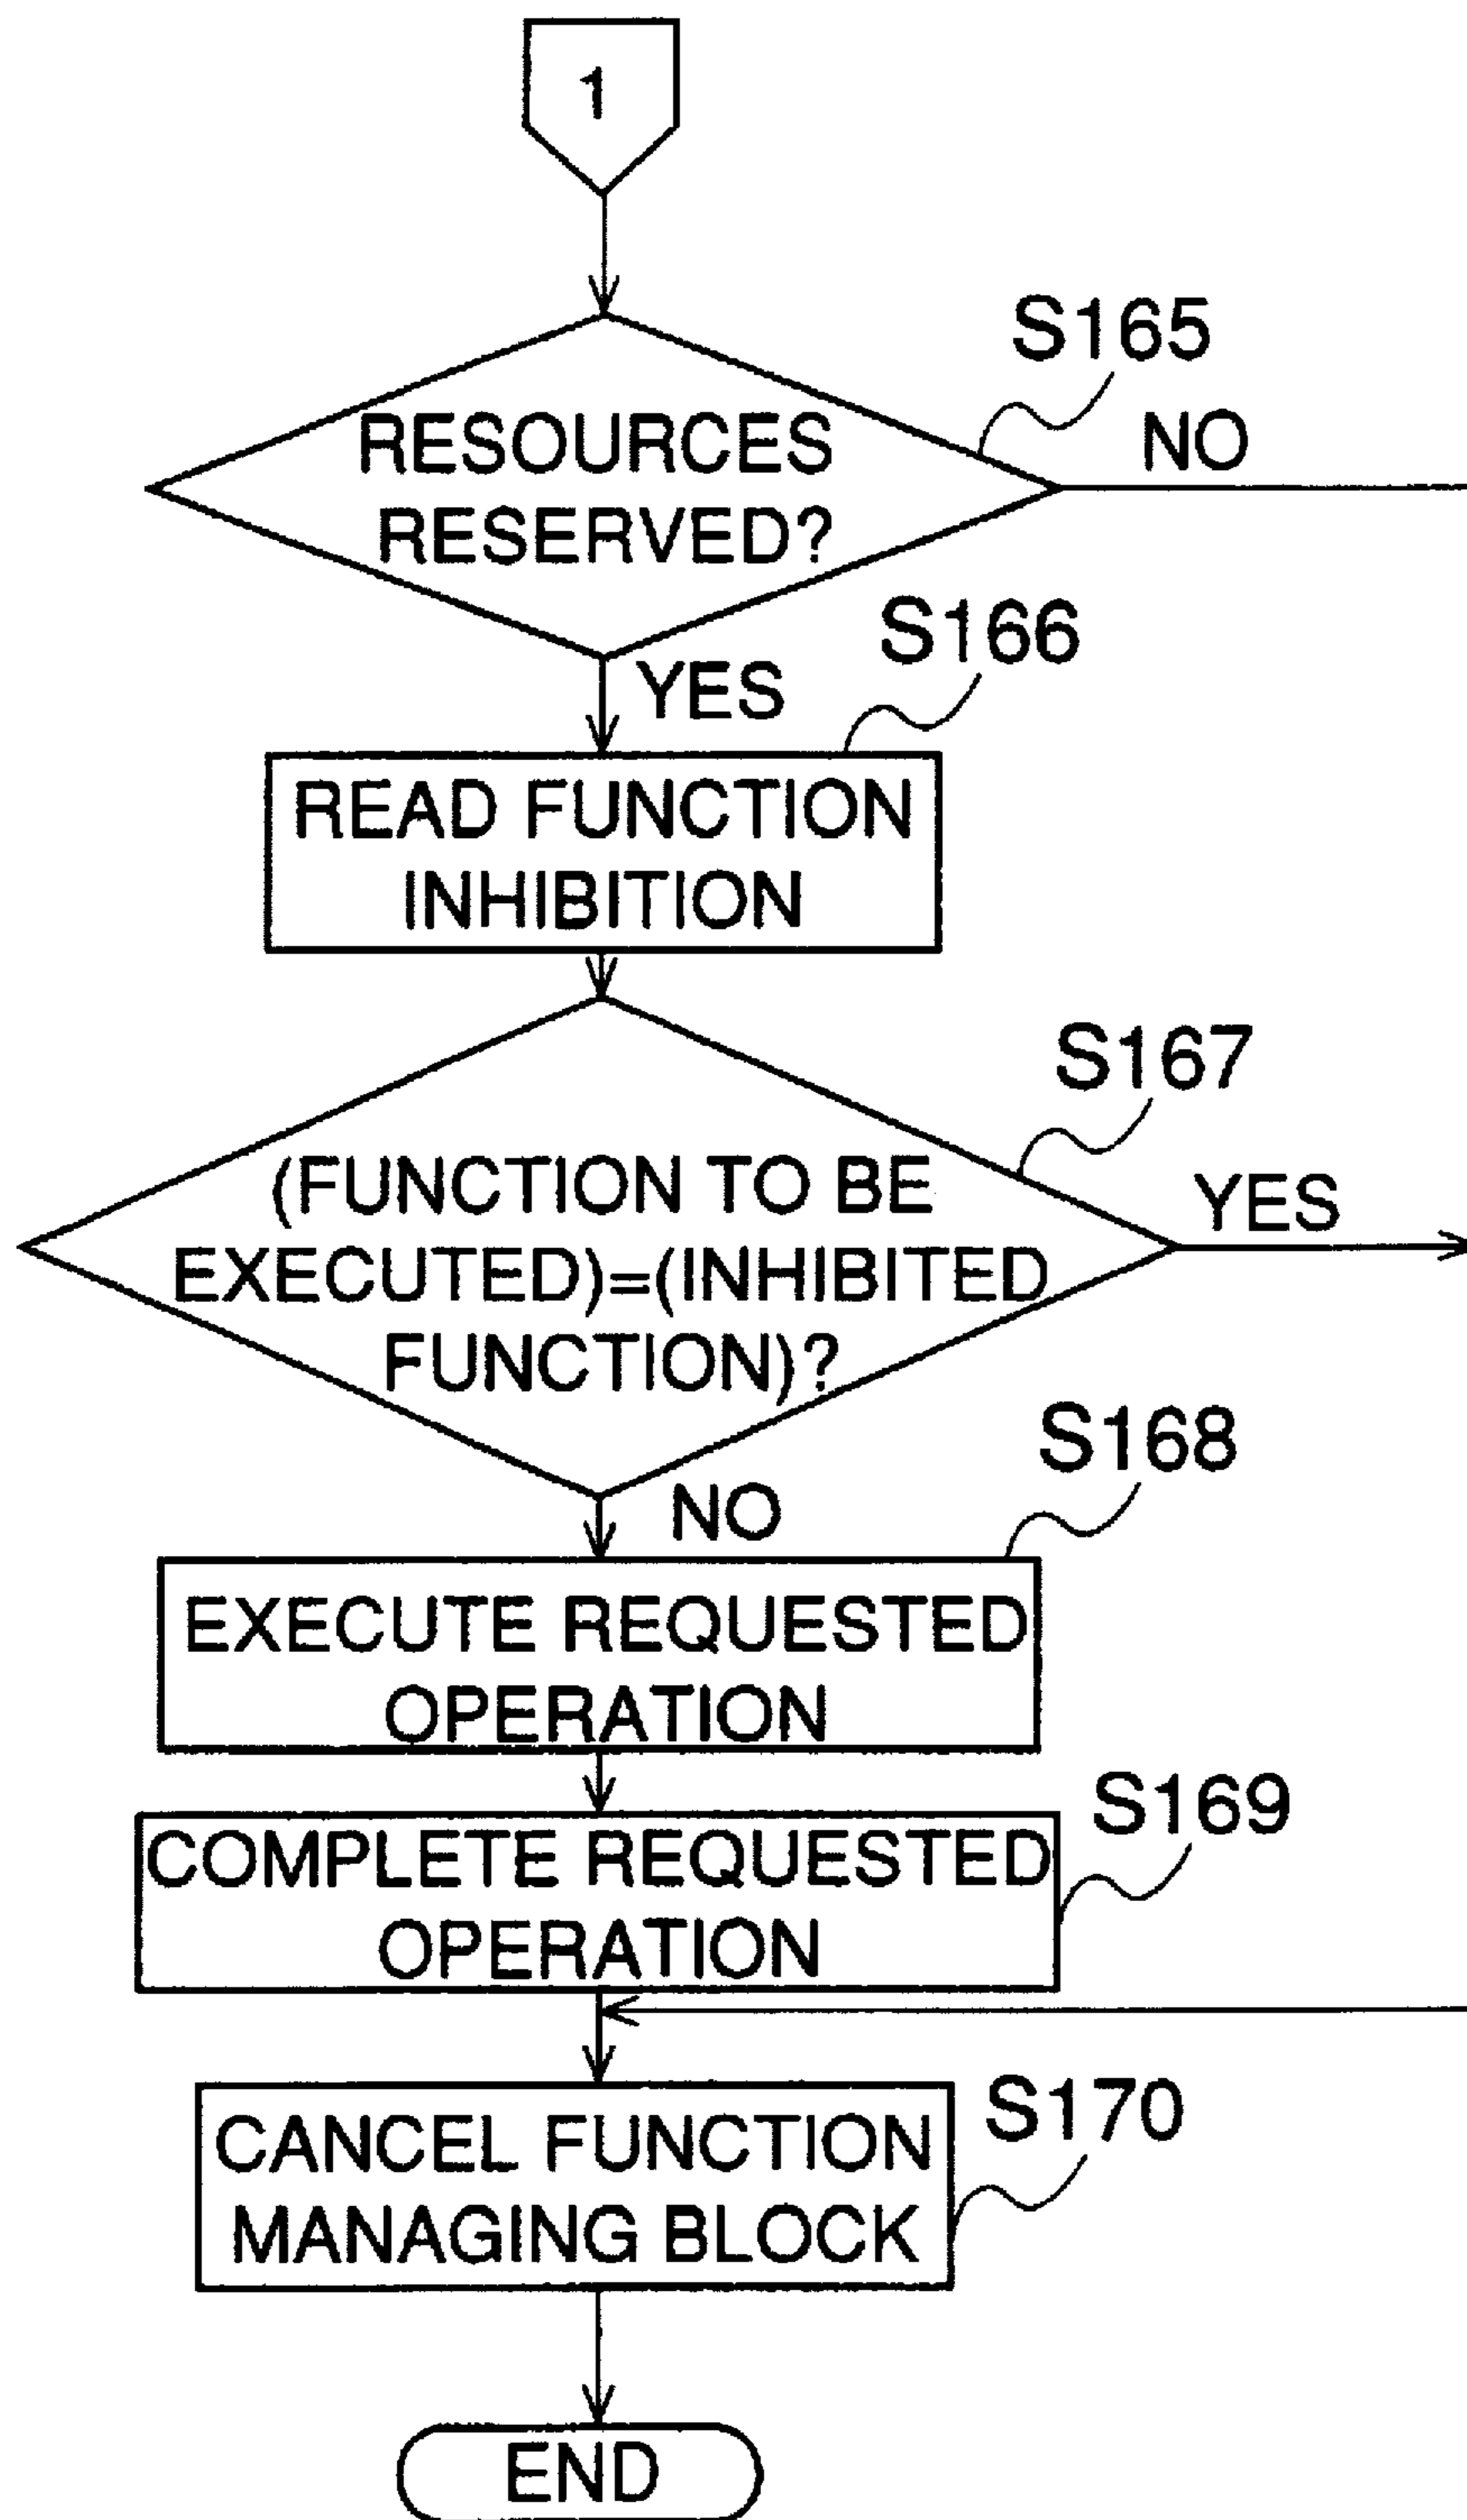 1
S165
RESOURCES
RESERVED?
NO
S166
YES
READ FUNCTION
INHIBITION
S167
(FUNCTION TO BE
EXECUTED)=(INHIBITED
FUNCTION)?
YES
S168
NO
EXECUTE REQUESTED
OPERATION
S169
COMPLETE REQUESTED
OPERATION
S170
CANCEL FUNCTION
MANAGING BLOCK
END